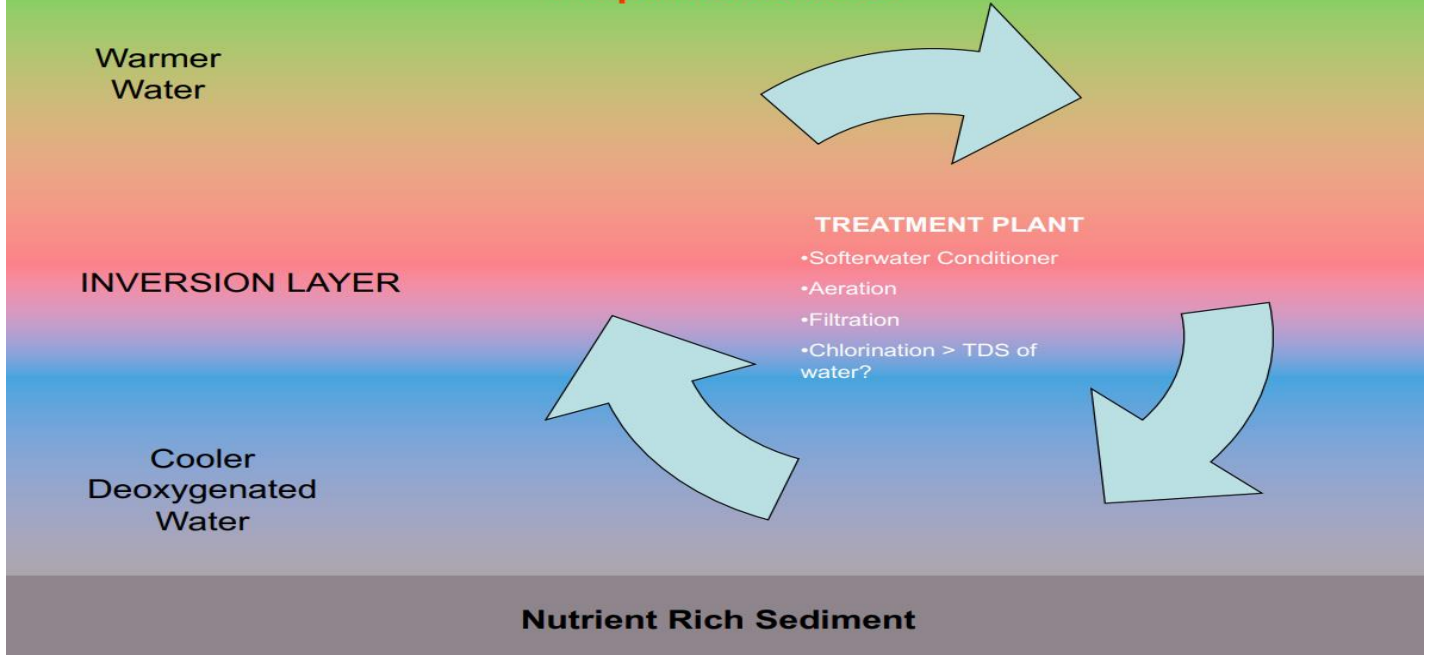 Warmer
Water
TREATMENT PLANT
•Softerwater Conditioner
INVERSION LAYER
•Aeration
•Filtration
•Chlorination > TDS of
water?
Cooler
Deoxygenated
Water
Nutrient Rich Sediment